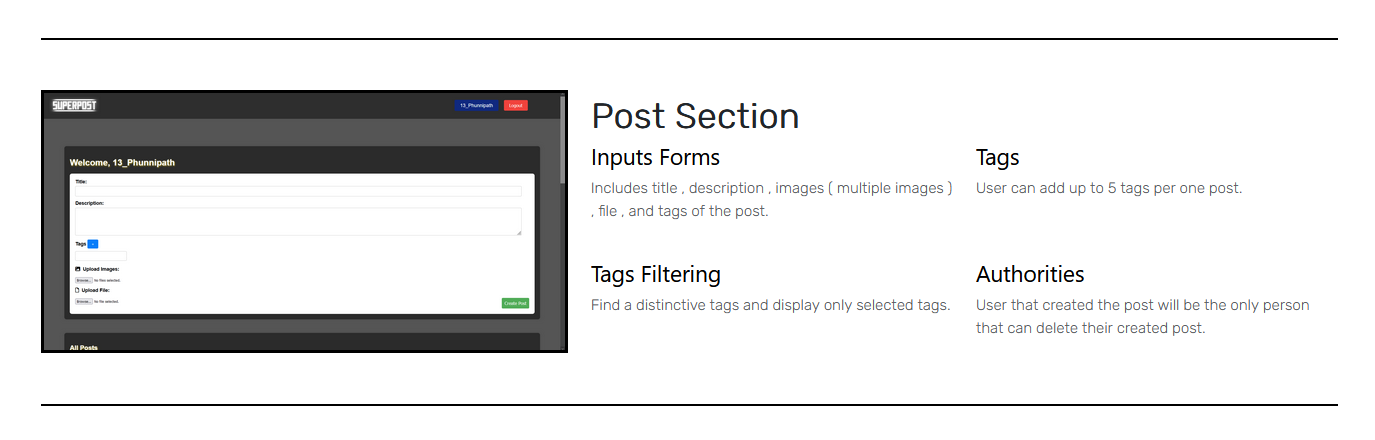 SUPERPOST
13_Phunnipath
Logout
Welcome, 13_Phunnipath
Title:
Description:
Tags
Upload Images:
Browse... No files selected.
Upload File:
Browse... No file selected.
Create Post
All Posts
Post Section
Inputs Forms
Includes title , description , images ( multiple images )
, file , and tags of the post.
Tags
User can add up to 5 tags per one post.
Tags Filtering
Find a distinctive tags and display only selected tags.
Authorities
User that created the post will be the only person
that can delete their created post.